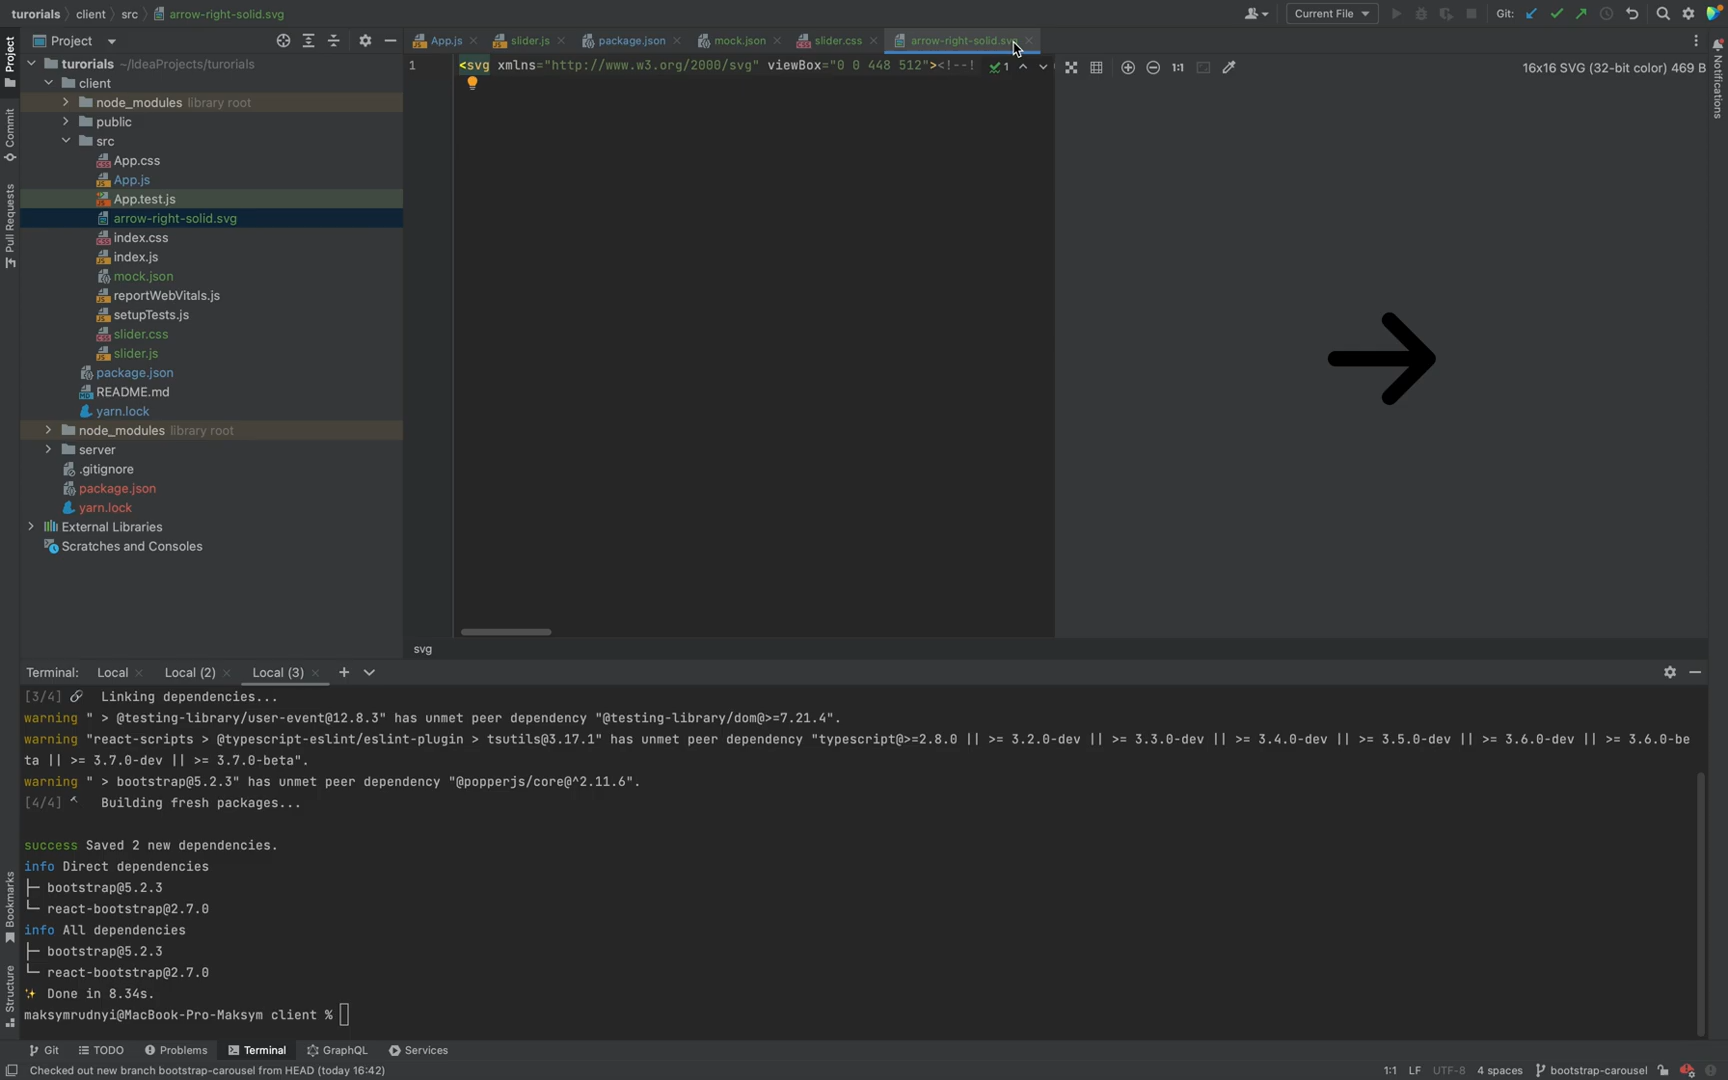 turorials client src arrow-right-solid.svg Current File Git:
Project App.js slider.js package.json mock.json slider.css arrow-right-solid.svg
Project
Commit
Pull Requests
Bookmarks
Structure
Notifications
turorials ~/IdeaProjects/turorials
client
node_modules library root
public
src
App.css
App.js
App.test.js
arrow-right-solid.svg
index.css
index.js
mock.json
reportWebVitals.js
setupTests.js
slider.css
slider.js
package.json
README.md
yarn.lock
node_modules library root
server
.gitignore
package.json
yarn.lock
External Libraries
Scratches and Consoles
1 <svg xmlns="http://www.w3.org/2000/svg" viewBox="0 0 448 512"><!--! 1 1:1 16x16 SVG (32-bit color) 469 B
svg
Terminal: Local Local (2) Local (3)
[3/4] Linking dependencies...
warning " > @testing-library/user-event@12.8.3" has unmet peer dependency "@testing-library/dom@>=7.21.4".
warning "react-scripts > @typescript-eslint/eslint-plugin > tsutils@3.17.1" has unmet peer dependency "typescript@>=2.8.0 || >= 3.2.0-dev || >= 3.3.0-dev || >= 3.4.0-dev || >= 3.5.0-dev || >= 3.6.0-dev || >= 3.6.0-be
ta || >= 3.7.0-dev || >= 3.7.0-beta".
warning " > bootstrap@5.2.3" has unmet peer dependency "@popperjs/core@^2.11.6".
[4/4] Building fresh packages...
success Saved 2 new dependencies.
info Direct dependencies
├─ bootstrap@5.2.3
└─ react-bootstrap@2.7.0
info All dependencies
├─ bootstrap@5.2.3
└─ react-bootstrap@2.7.0
Done in 8.34s.
maksymrudnyi@MacBook-Pro-Maksym client %
Git TODO Problems Terminal GraphQL Services
Checked out new branch bootstrap-carousel from HEAD (today 16:42) 1:1 LF UTF-8 4 spaces bootstrap-carousel